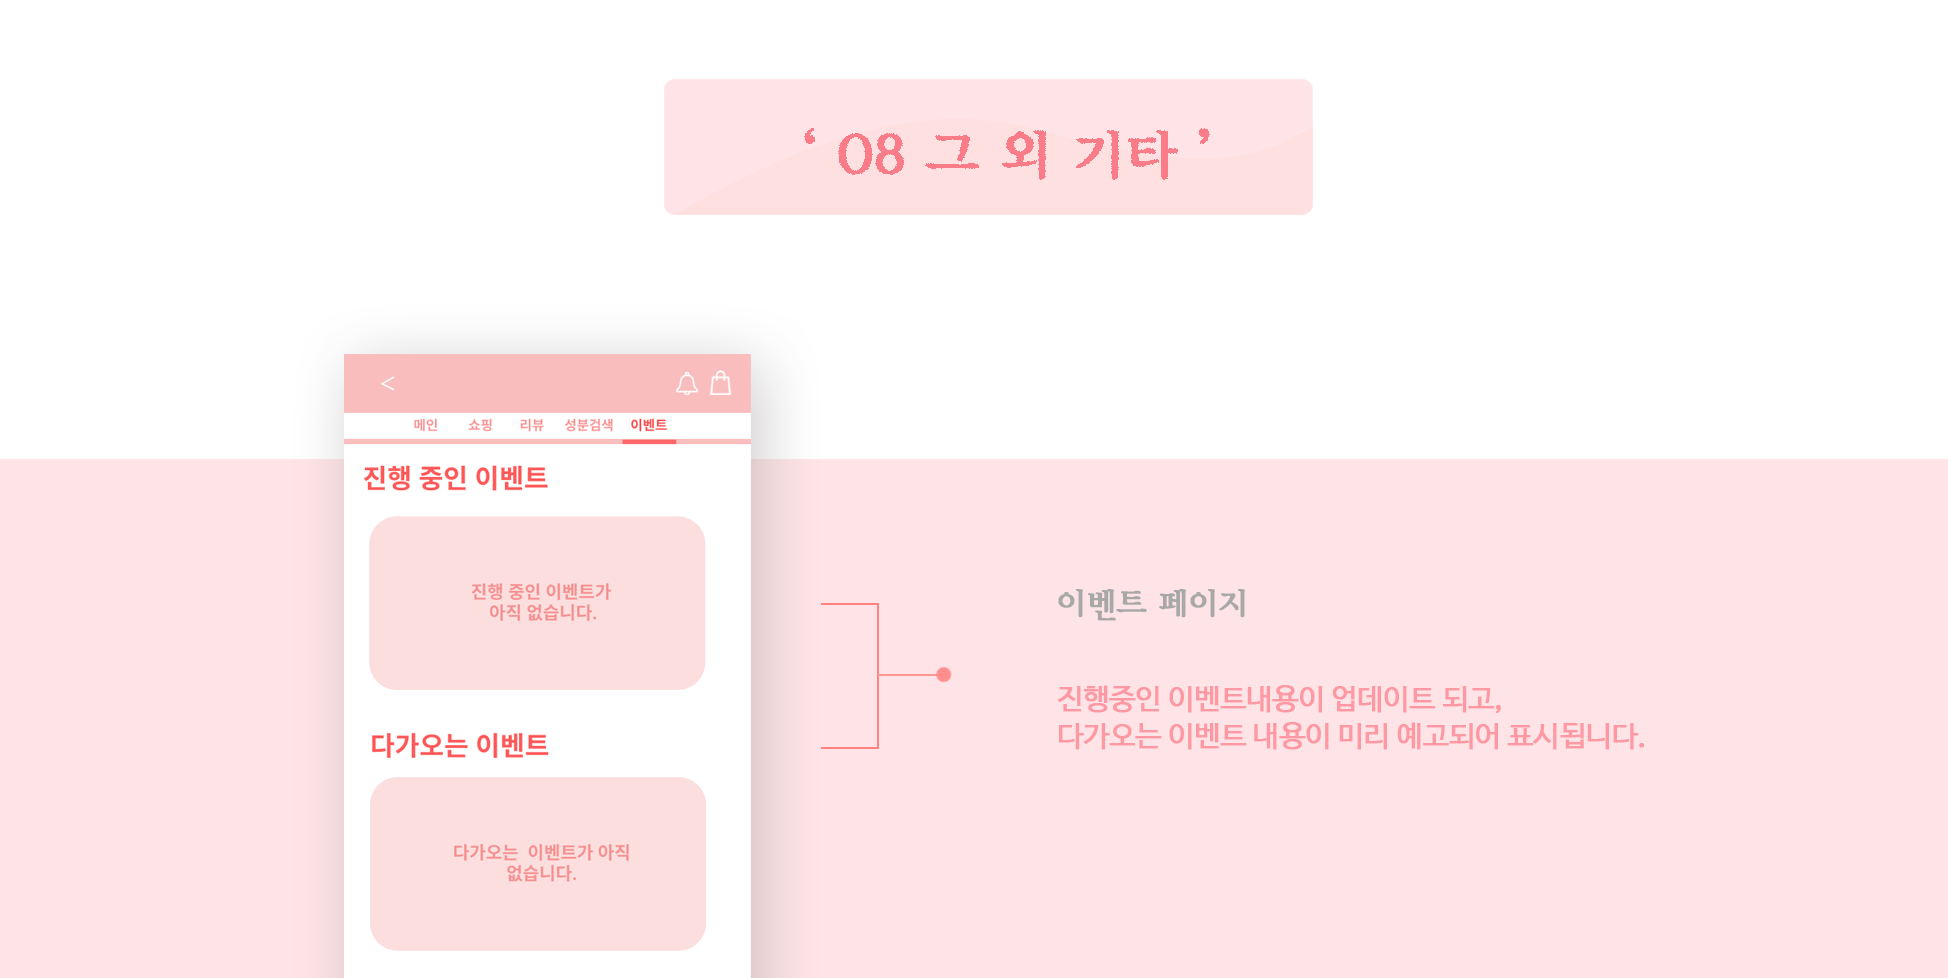 ‘ 08 그 외 기타 ’
<
메인 쇼핑 리뷰 성분검색 이벤트
진행 중인 이벤트
진행 중인 이벤트가
아직 없습니다.
다가오는 이벤트
다가오는 이벤트가 아직
없습니다.
이벤트 페이지
진행중인 이벤트내용이 업데이트 되고,
다가오는 이벤트 내용이 미리 예고되어 표시됩니다.